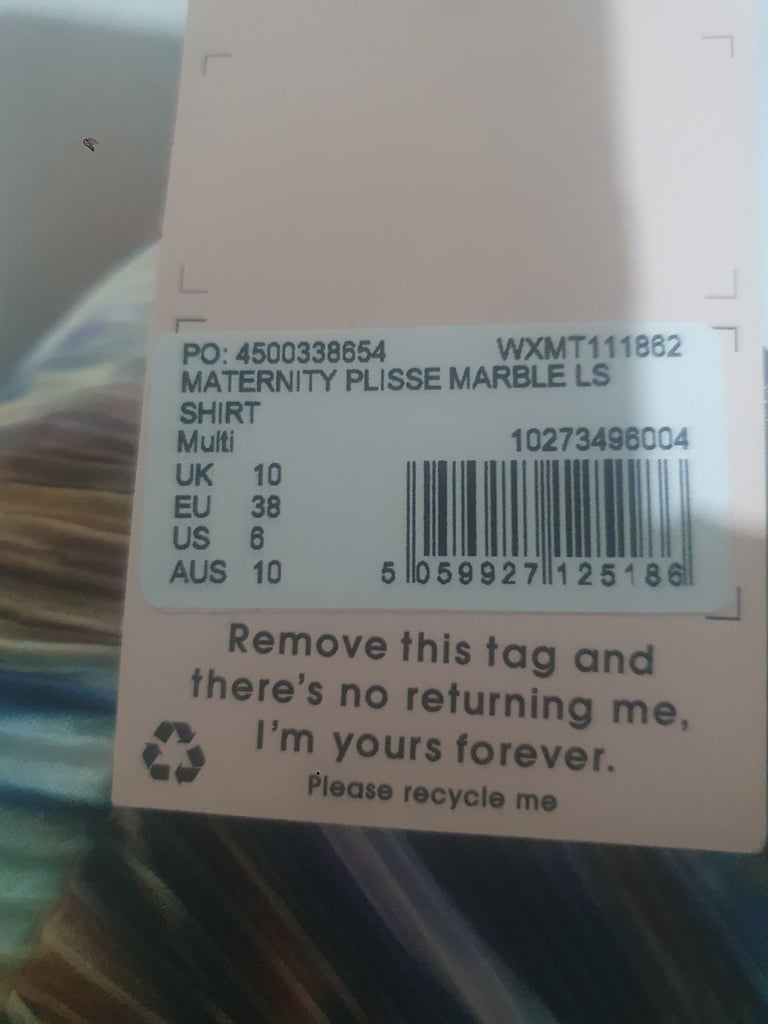 PO: 4500338654 WXMT111862
MATERNITY PLISSE MARBLE LS
SHIRT
Multi 10273496004
UK 10
EU 38
US 6
AUS 10
5 059927 125186
Remove this tag and
there's no returning me,
I'm yours forever.
Please recycle me